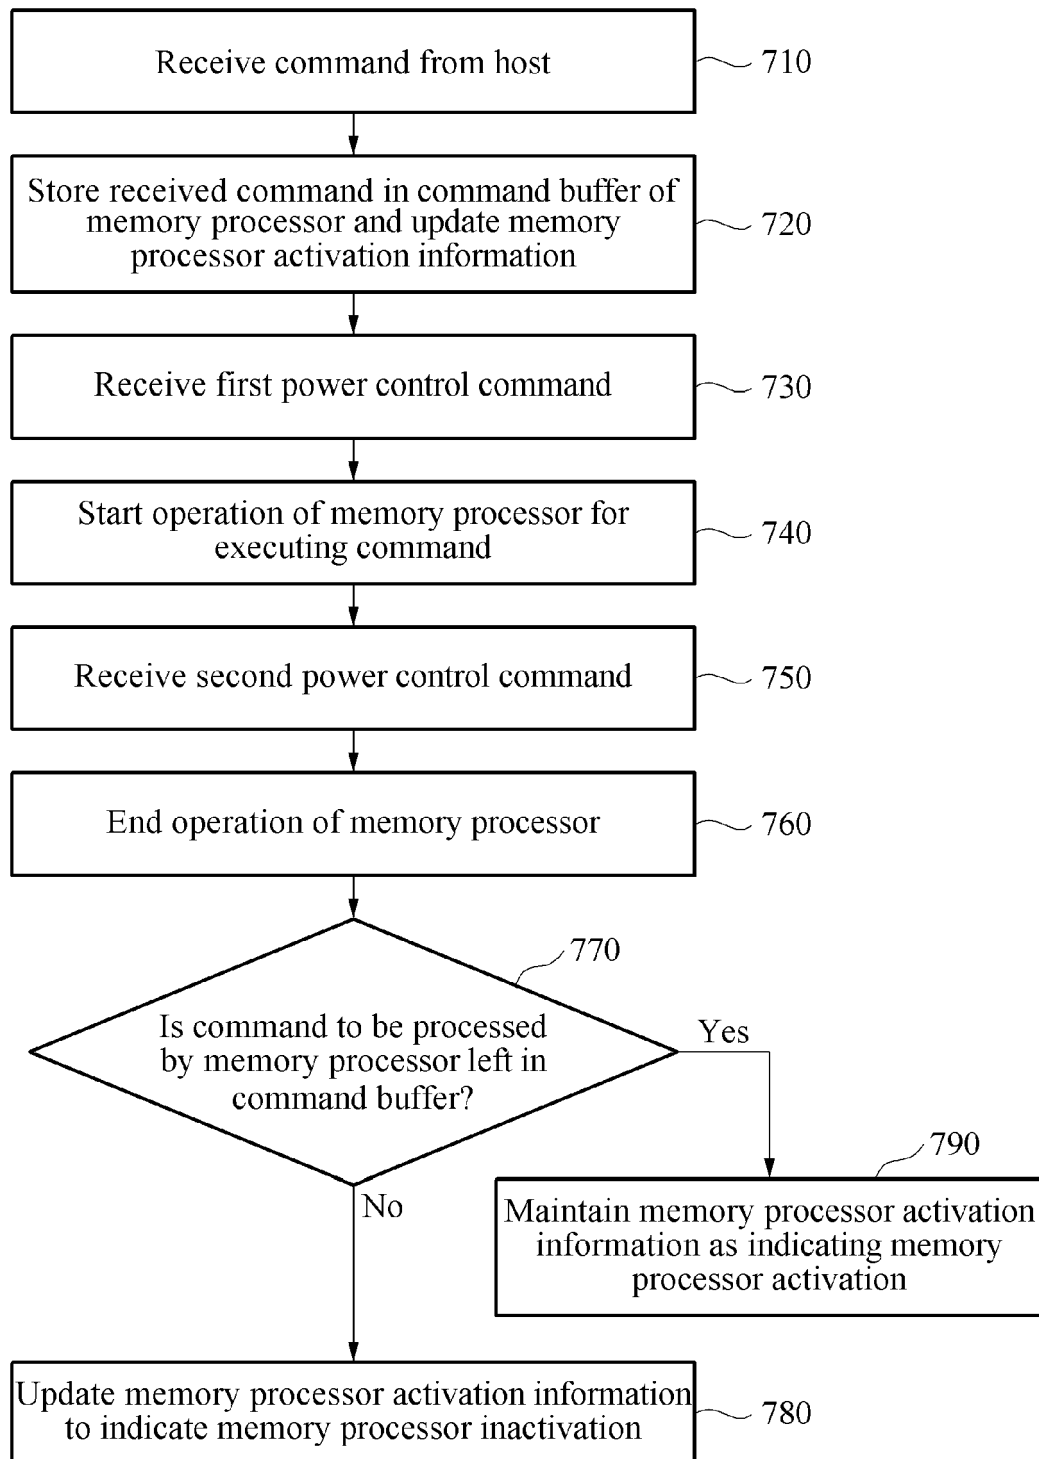 Receive command from host
710
Store received command in command buffer of
memory processor and update memory
processor activation information
720
Receive first power control command
730
Start operation of memory processor for
executing command
740
Receive second power control command
750
End operation of memory processor
760
770
Is command to be processed
by memory processor left in
command buffer?
Yes
No
790
Maintain memory processor activation
information as indicating memory
processor activation
Update memory processor activation information
to indicate memory processor inactivation
780